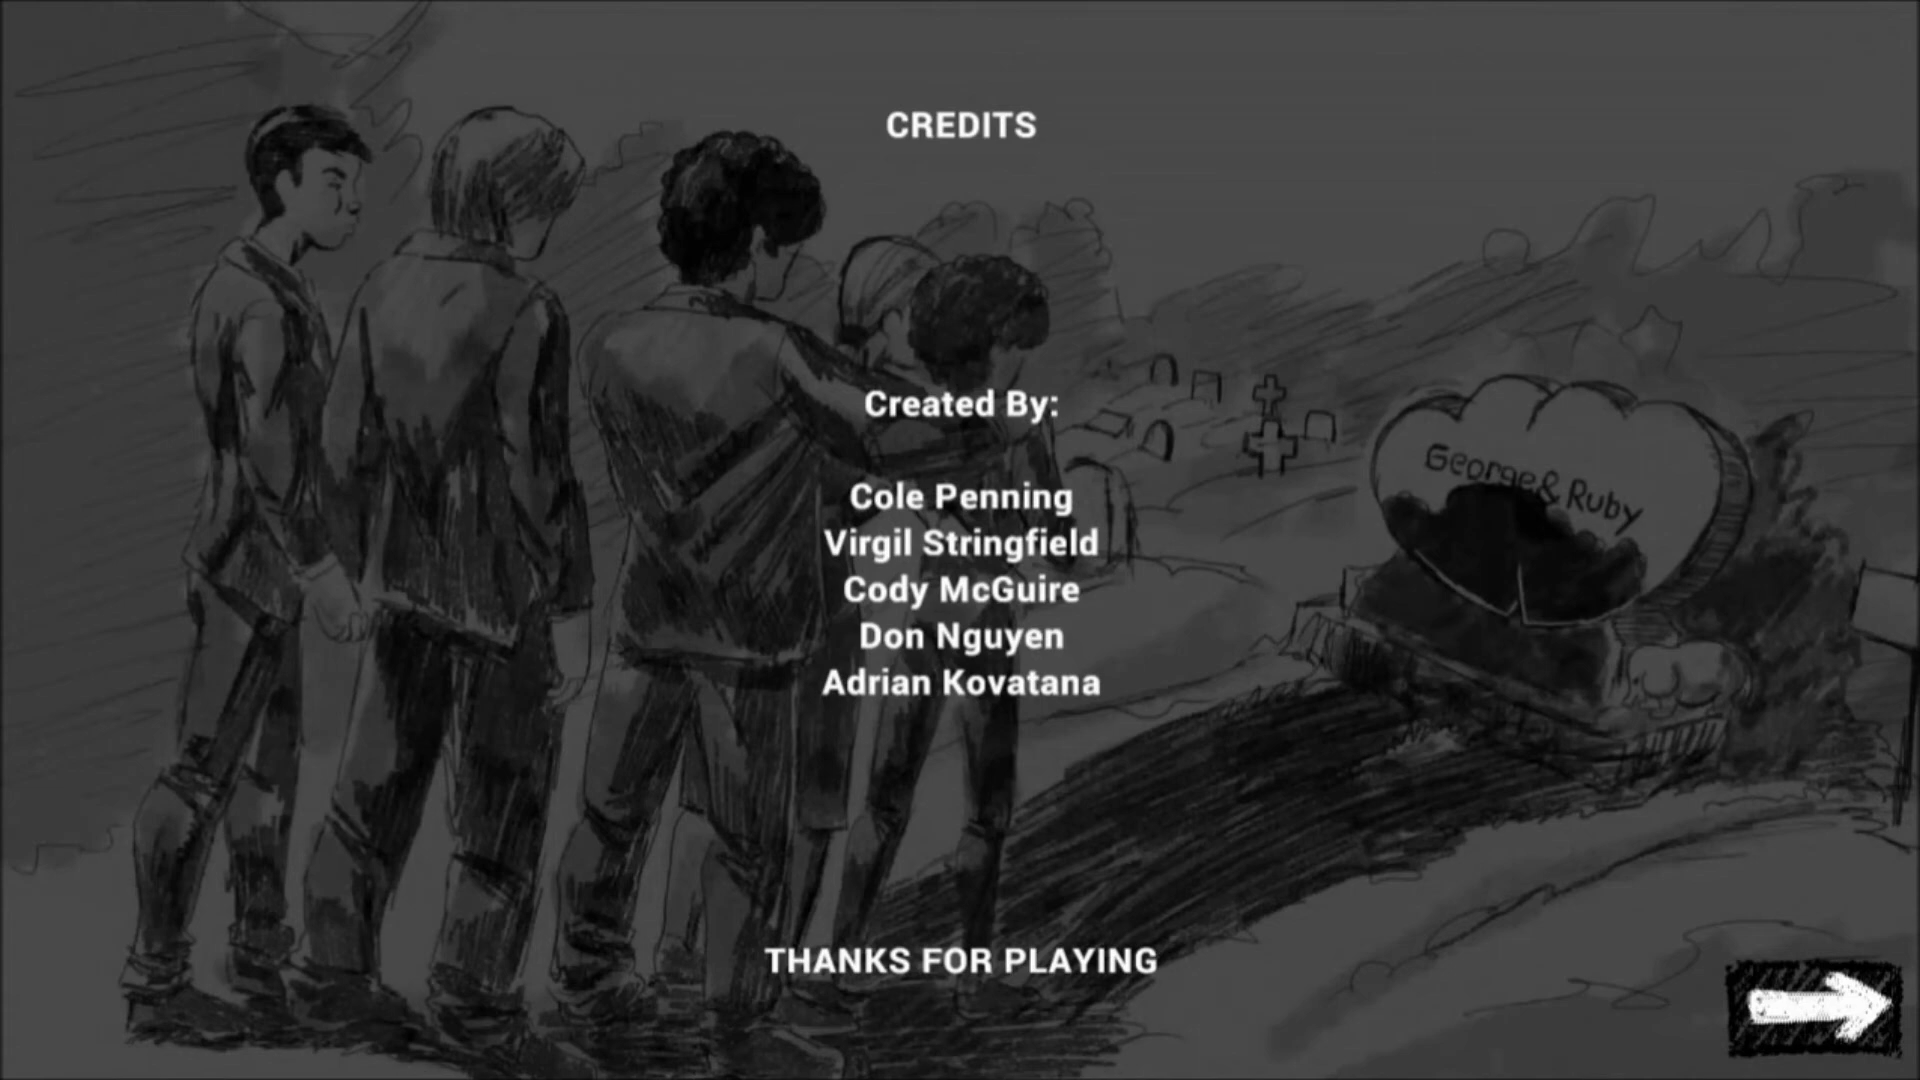 CREDITS
Created By:
George & Ruby
Cole Penning
Virgil Stringfield
Cody McGuire
Don Nguyen
Adrian Kovatana
THANKS FOR PLAYING